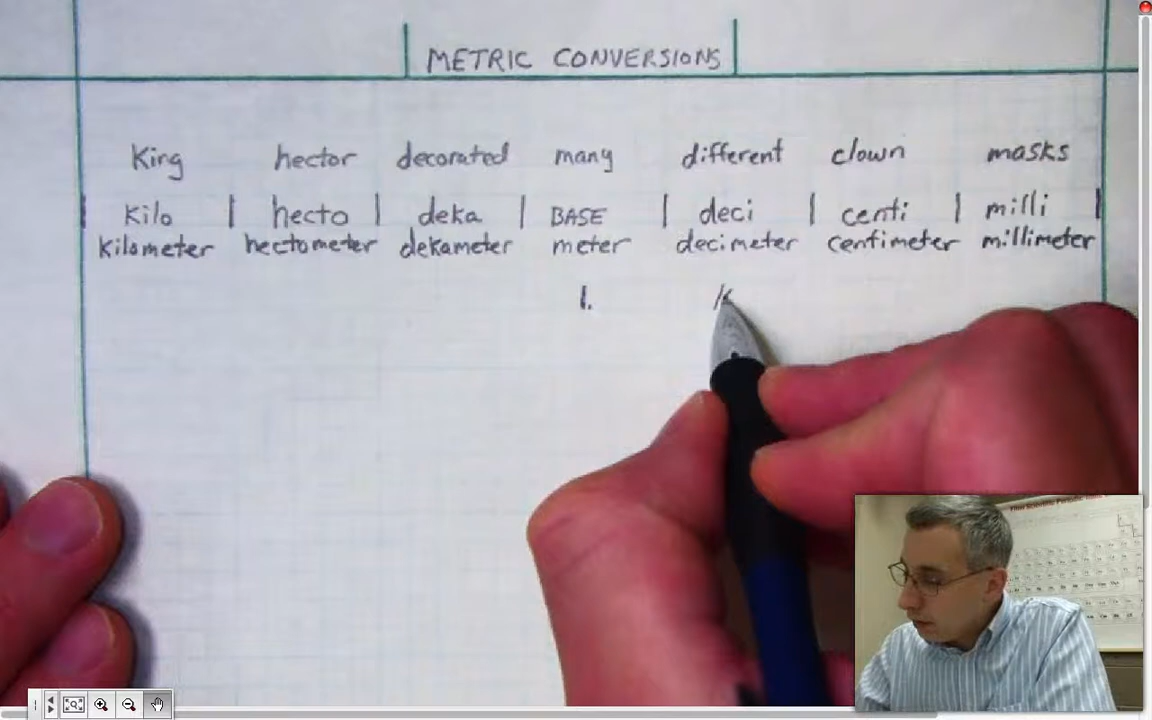 METRIC CONVERSIONS
King hector decorated many different clown masks
Kilo | hecto | deka | BASE | deci | centi | milli |
kilometer hectometer dekameter meter decimeter centimeter millimeter
1.